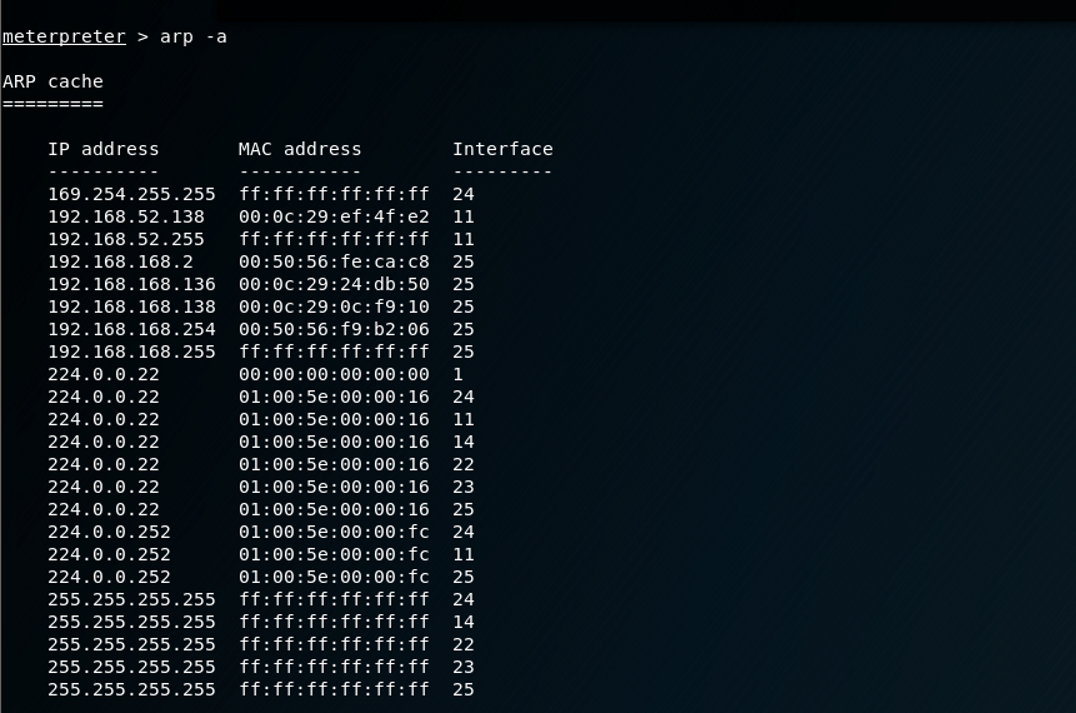 meterpreter > arp -a
ARP cache
=========
IP address MAC address Interface
---------- ----------- ---------
169.254.255.255 ff:ff:ff:ff:ff:ff 24
192.168.52.138 00:0c:29:ef:4f:e2 11
192.168.52.255 ff:ff:ff:ff:ff:ff 11
192.168.168.2 00:50:56:fe:ca:c8 25
192.168.168.136 00:0c:29:24:db:50 25
192.168.168.138 00:0c:29:0c:f9:10 25
192.168.168.254 00:50:56:f9:b2:06 25
192.168.168.255 ff:ff:ff:ff:ff:ff 25
224.0.0.22 00:00:00:00:00:00 1
224.0.0.22 01:00:5e:00:00:16 24
224.0.0.22 01:00:5e:00:00:16 11
224.0.0.22 01:00:5e:00:00:16 14
224.0.0.22 01:00:5e:00:00:16 22
224.0.0.22 01:00:5e:00:00:16 23
224.0.0.22 01:00:5e:00:00:16 25
224.0.0.252 01:00:5e:00:00:fc 24
224.0.0.252 01:00:5e:00:00:fc 11
224.0.0.252 01:00:5e:00:00:fc 25
255.255.255.255 ff:ff:ff:ff:ff:ff 24
255.255.255.255 ff:ff:ff:ff:ff:ff 14
255.255.255.255 ff:ff:ff:ff:ff:ff 22
255.255.255.255 ff:ff:ff:ff:ff:ff 23
255.255.255.255 ff:ff:ff:ff:ff:ff 25